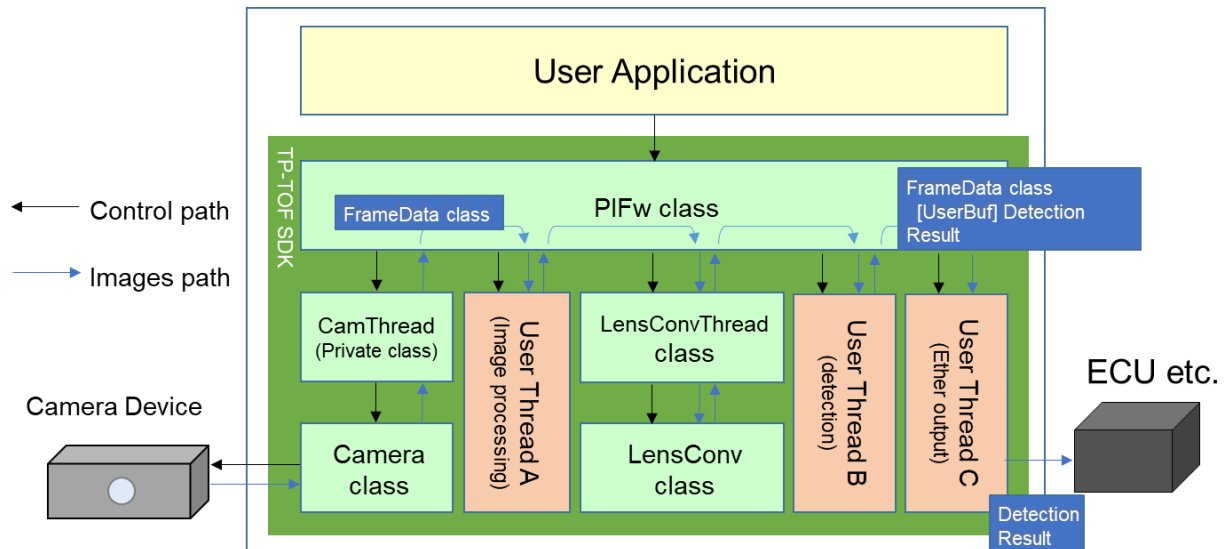 User Application
TP-TOF SDK
PlFw class
FrameData class
FrameData class
[UserBuf] Detection
Result
Control path
Images path
CamThread
(Private class)
User Thread A
(Image processing)
LensConvThread
class
User Thread B
(detection)
User Thread C
(Ether output)
ECU etc.
Camera Device
Camera
class
LensConv
class
Detection
Result